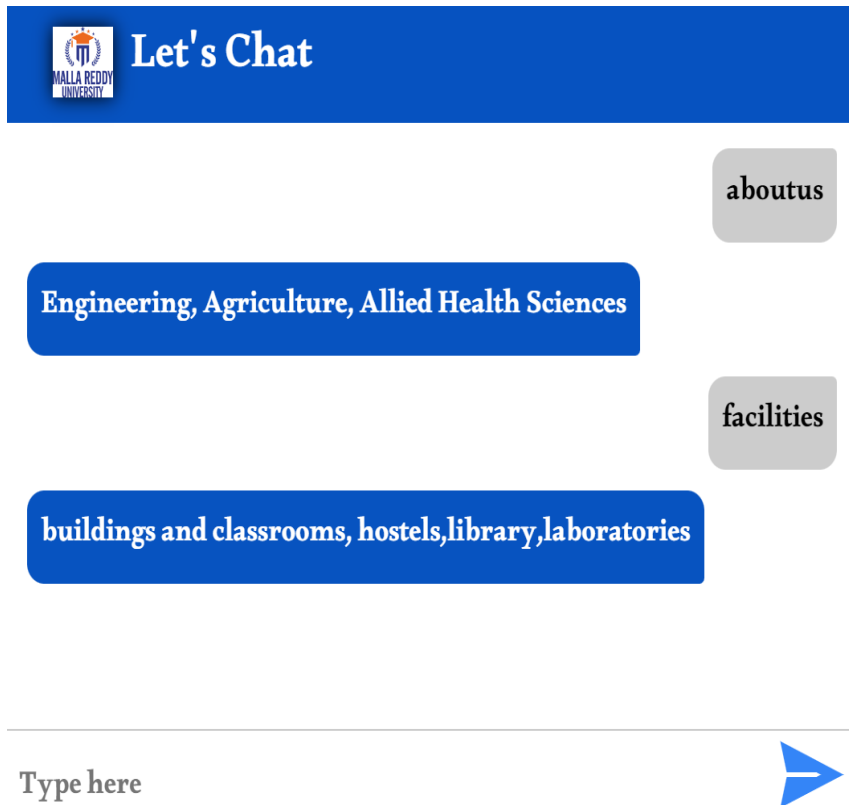 Let's Chat
MALLA REDDY
UNIVERSITY
aboutus
Engineering, Agriculture, Allied Health Sciences
facilities
buildings and classrooms, hostels,library,laboratories
Type here